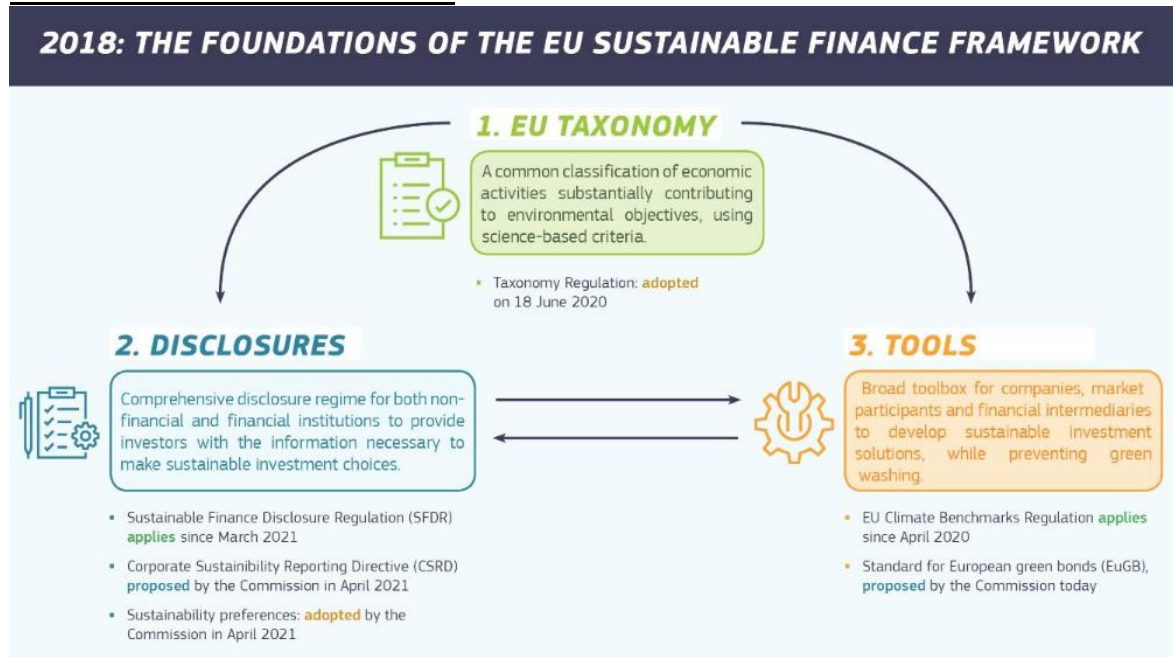 2018: THE FOUNDATIONS OF THE EU SUSTAINABLE FINANCE FRAMEWORK
1. EU TAXONOMY
A common classification of economic
activities substantially contributing
to environmental objectives, using
science-based criteria.
▪ Taxonomy Regulation: adopted
on 18 June 2020
2. DISCLOSURES
Comprehensive disclosure regime for both non-
financial and financial institutions to provide
investors with the information necessary to
make sustainable investment choices.
▪ Sustainable Finance Disclosure Regulation (SFDR)
applies since March 2021
▪ Corporate Sustainibility Reporting Directive (CSRD)
proposed by the Commission in April 2021
▪ Sustainability preferences: adopted by the
Commission in April 2021
3. TOOLS
Broad toolbox for companies, market
participants and financial intermediaries
to develop sustainable investment
solutions, while preventing green
washing.
▪ EU Climate Benchmarks Regulation applies
since April 2020
▪ Standard for European green bonds (EuGB),
proposed by the Commission today